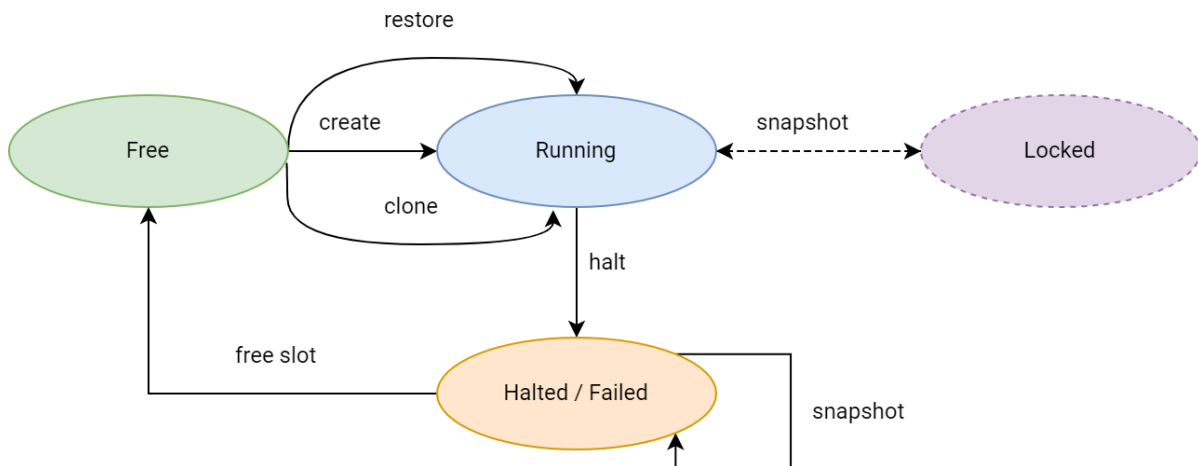 restore
create
snapshot
Free
Running
Locked
clone
halt
free slot
Halted / Failed
snapshot